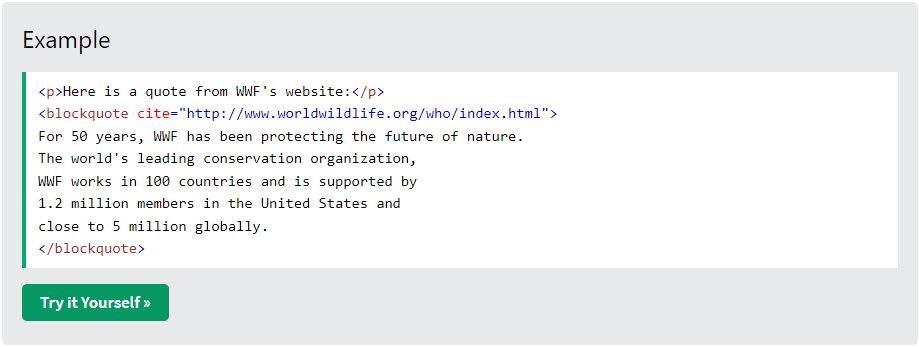 Example
<p>Here is a quote from WWF's website:</p>
<blockquote cite="http://www.worldwildlife.org/who/index.html">
For 50 years, WWF has been protecting the future of nature.
The world's leading conservation organization,
WWF works in 100 countries and is supported by
1.2 million members in the United States and
close to 5 million globally.
</blockquote>
Try it Yourself »